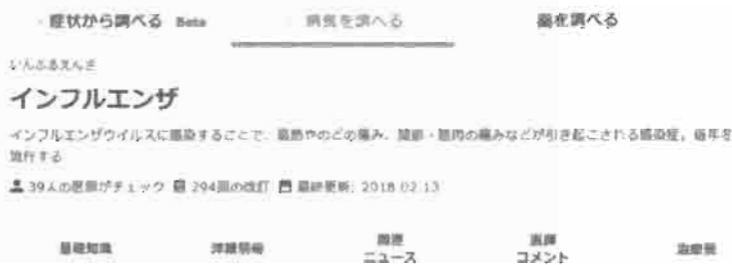 症状から調べる Beta 病気を調べる 薬を調べる
いんふるえんざ
インフルエンザ
インフルエンザウイルスに感染することで、高熱やのどの痛み、関節・筋肉の痛みなどが引き起こされる感染症。毎年冬
流行する
39人の医師がチェック 294回の改訂 最終更新: 2018.02.13
基礎知識 詳細情報 関連ニュース 医師コメント 治療薬